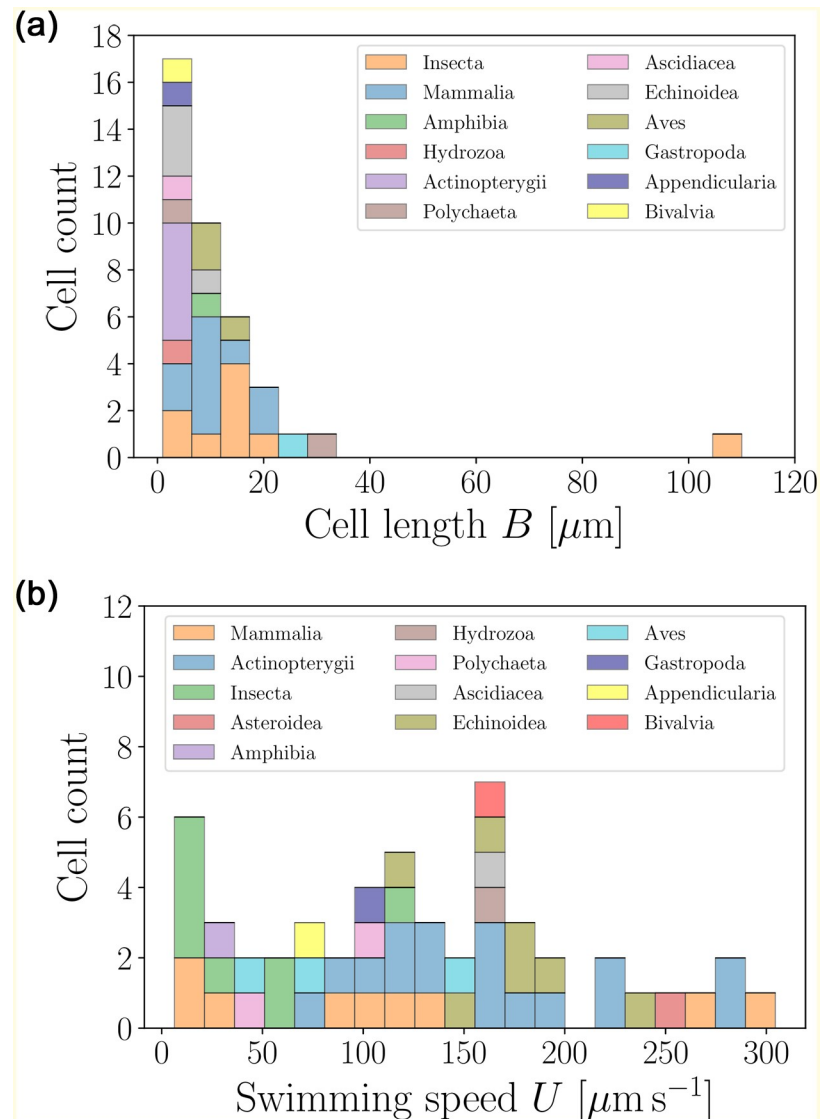 (a)
18
16
14
12
10
8
6
4
2
0
Cell count
Insecta
Mammalia
Amphibia
Hydrozoa
Actinopterygii
Polychaeta
Ascidiacea
Echinoidea
Aves
Gastropoda
Appendicularia
Bivalvia
0 20 40 60 80 100 120
Cell length B [μm]
(b)
12
10
8
6
4
2
0
Cell count
Mammalia
Actinopterygii
Insecta
Asteroidea
Amphibia
Hydrozoa
Polychaeta
Ascidiacea
Echinoidea
Aves
Gastropoda
Appendicularia
Bivalvia
0 50 100 150 200 250 300
Swimming speed U [μm s⁻¹]